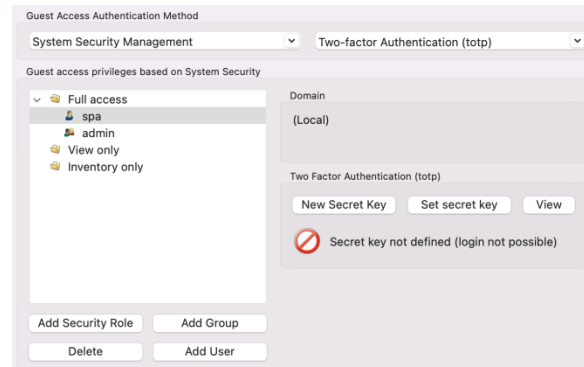 Guest Access Authentication Method
System Security Management
Two-factor Authentication (totp)
Guest access privileges based on System Security
Full access
spa
admin
View only
Inventory only
Add Security Role
Add Group
Delete
Add User
Domain
(Local)
Two Factor Authentication (totp)
New Secret Key
Set secret key
View
Secret key not defined (login not possible)